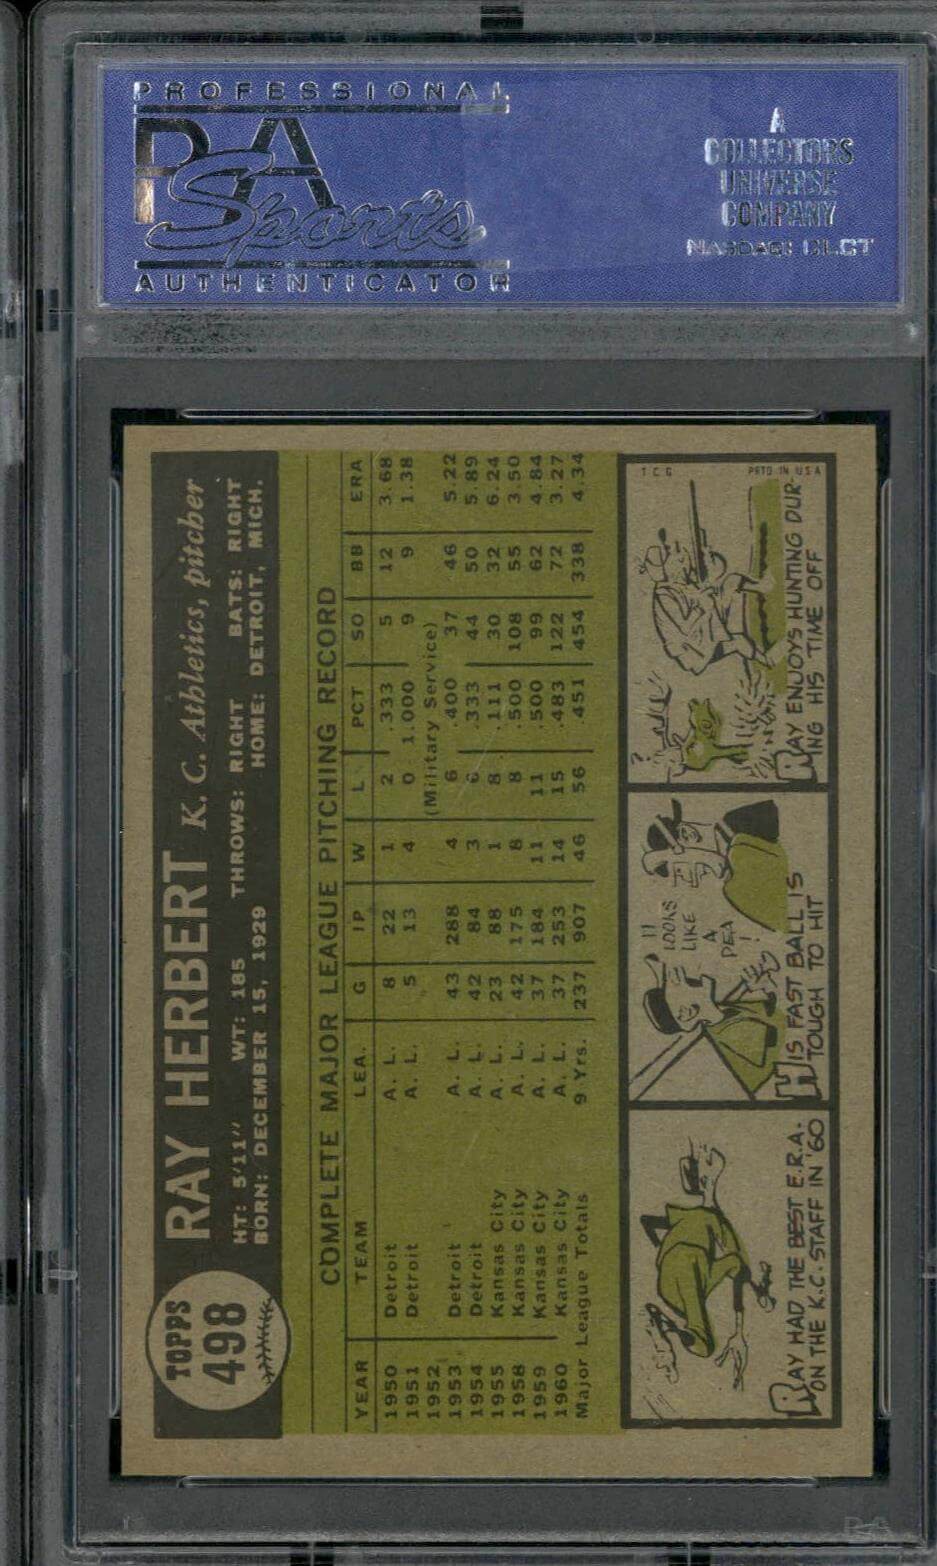 PROFESSIONAL
PSA
Sports
AUTHENTICATOR
A
COLLECTORS
UNIVERSE
COMPANY
NASDAQ: CLCT
TOPPS
498
RAY HERBERT K. C. Athletics, pitcher
HT: 5'11" WT: 185 THROWS: RIGHT BATS: RIGHT
BORN: DECEMBER 15, 1929 HOME: DETROIT, MICH.
COMPLETE MAJOR LEAGUE PITCHING RECORD
YEAR TEAM LEA. G IP W L PCT SO BB ERA
1950 Detroit A. L. 8 22 1 2 .333 5 12 3.68
1951 Detroit A. L. 5 13 4 0 1.000 9 9 1.38
1952 (Military Service)
1953 Detroit A. L. 43 288 4 6 .400 37 46 5.22
1954 Detroit A. L. 42 84 3 6 .333 44 50 5.89
1955 Kansas City A. L. 23 88 1 8 .111 30 32 6.24
1958 Kansas City A. L. 42 175 8 8 .500 108 55 3.50
1959 Kansas City A. L. 37 184 11 11 .500 99 62 4.84
1960 Kansas City A. L. 37 253 14 15 .483 122 72 3.27
Major League Totals 9 Yrs. 237 907 46 56 .451 454 338 4.34
RAY HAD THE BEST E.R.A.
ON THE K.C. STAFF IN '60
!!
LOOKS
LIKE
A
PEA
!
HIS FAST BALL IS
TOUGH TO HIT
?
T C G
PRTD IN USA
RAY ENJOYS HUNTING DUR-
ING HIS TIME OFF
PSA